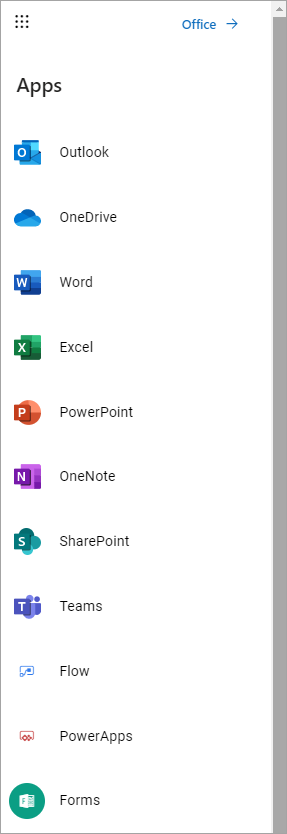 Office
Apps
O Outlook
OneDrive
W Word
X Excel
P PowerPoint
N OneNote
S SharePoint
T Teams
Flow
PowerApps
F Forms